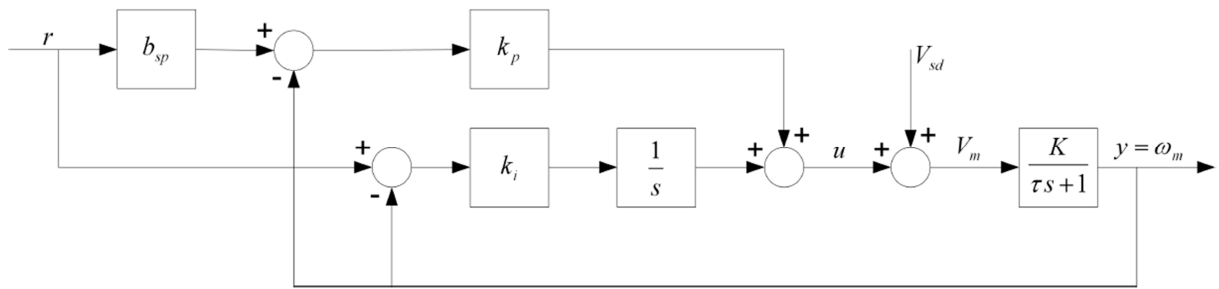 r
b_sp
+
-
k_p
V_sd
+
-
k_i
1/s
+
+
u
+
+
V_m
K/(τs+1)
y = ω_m